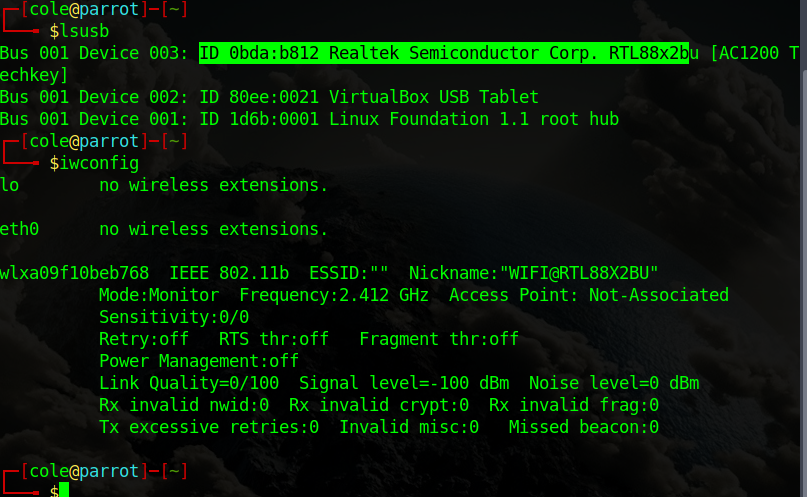 ┌─[cole@parrot]─[~]
└──╼ $lsusb
Bus 001 Device 003: ID 0bda:b812 Realtek Semiconductor Corp. RTL88x2bu [AC1200 T
echkey]
Bus 001 Device 002: ID 80ee:0021 VirtualBox USB Tablet
Bus 001 Device 001: ID 1d6b:0001 Linux Foundation 1.1 root hub
┌─[cole@parrot]─[~]
└──╼ $iwconfig
lo        no wireless extensions.
eth0      no wireless extensions.
wlxa09f10beb768  IEEE 802.11b  ESSID:""  Nickname:"WIFI@RTL88X2BU"
Mode:Monitor  Frequency:2.412 GHz  Access Point: Not-Associated
Sensitivity:0/0
Retry:off   RTS thr:off   Fragment thr:off
Power Management:off
Link Quality=0/100  Signal level=-100 dBm  Noise level=0 dBm
Rx invalid nwid:0  Rx invalid crypt:0  Rx invalid frag:0
Tx excessive retries:0  Invalid misc:0   Missed beacon:0
┌─[cole@parrot]─[~]
└──╼ $